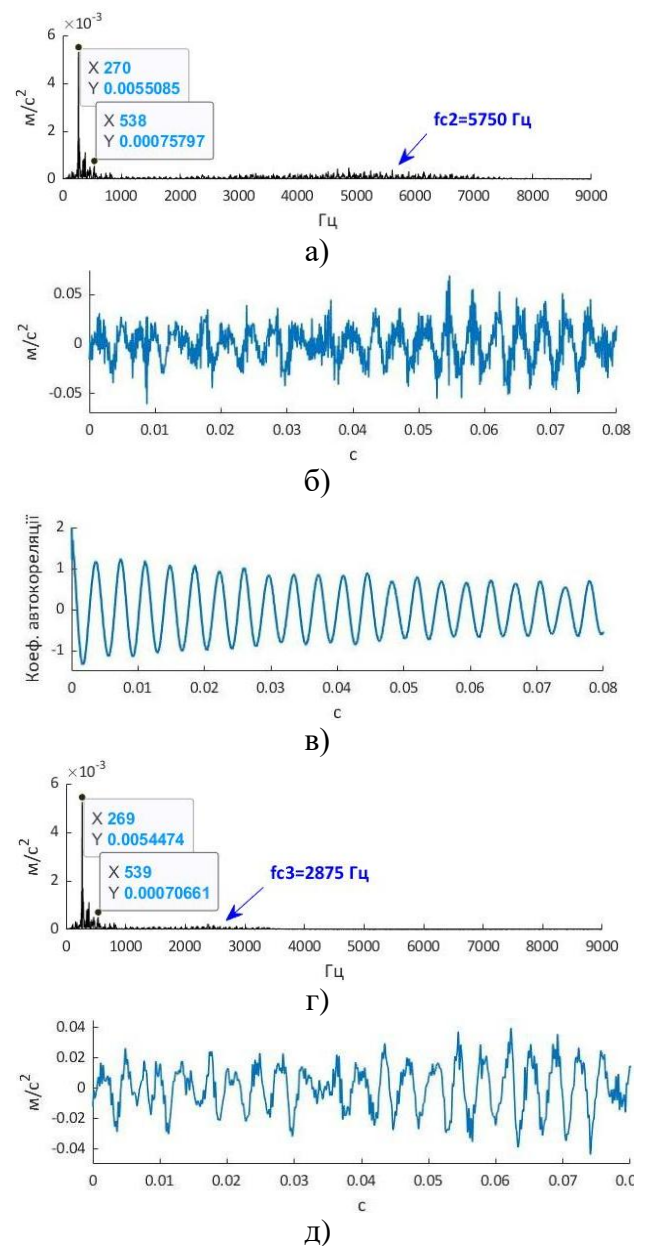 ×10⁻³
6
X 270
Y 0.0055085
4
м/с²
X 538
Y 0.00075797
fc2=5750 Гц
2
0
0 1000 2000 3000 4000 5000 6000 7000 8000 9000
Гц
а)
0.05
м/с²
0
-0.05
0 0.01 0.02 0.03 0.04 0.05 0.06 0.07 0.08
с
б)
2
Коеф. автокореляції
1
0
-1
0 0.01 0.02 0.03 0.04 0.05 0.06 0.07 0.08
с
в)
×10⁻³
6
X 269
Y 0.0054474
4
м/с²
X 539
Y 0.00070661
fc3=2875 Гц
2
0
0 1000 2000 3000 4000 5000 6000 7000 8000 9000
Гц
г)
0.04
0.02
м/с²
0
-0.02
-0.04
0 0.01 0.02 0.03 0.04 0.05 0.06 0.07
с
д)